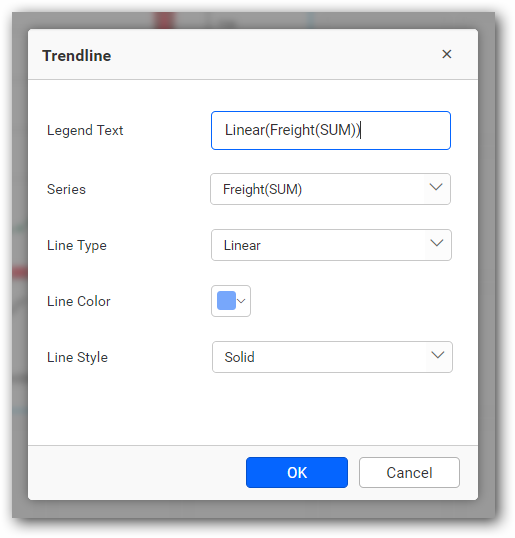 Trendline
Legend Text
Linear(Freight(SUM))
Series
Freight(SUM)
Line Type
Linear
Line Color
Line Style
Solid
OK
Cancel